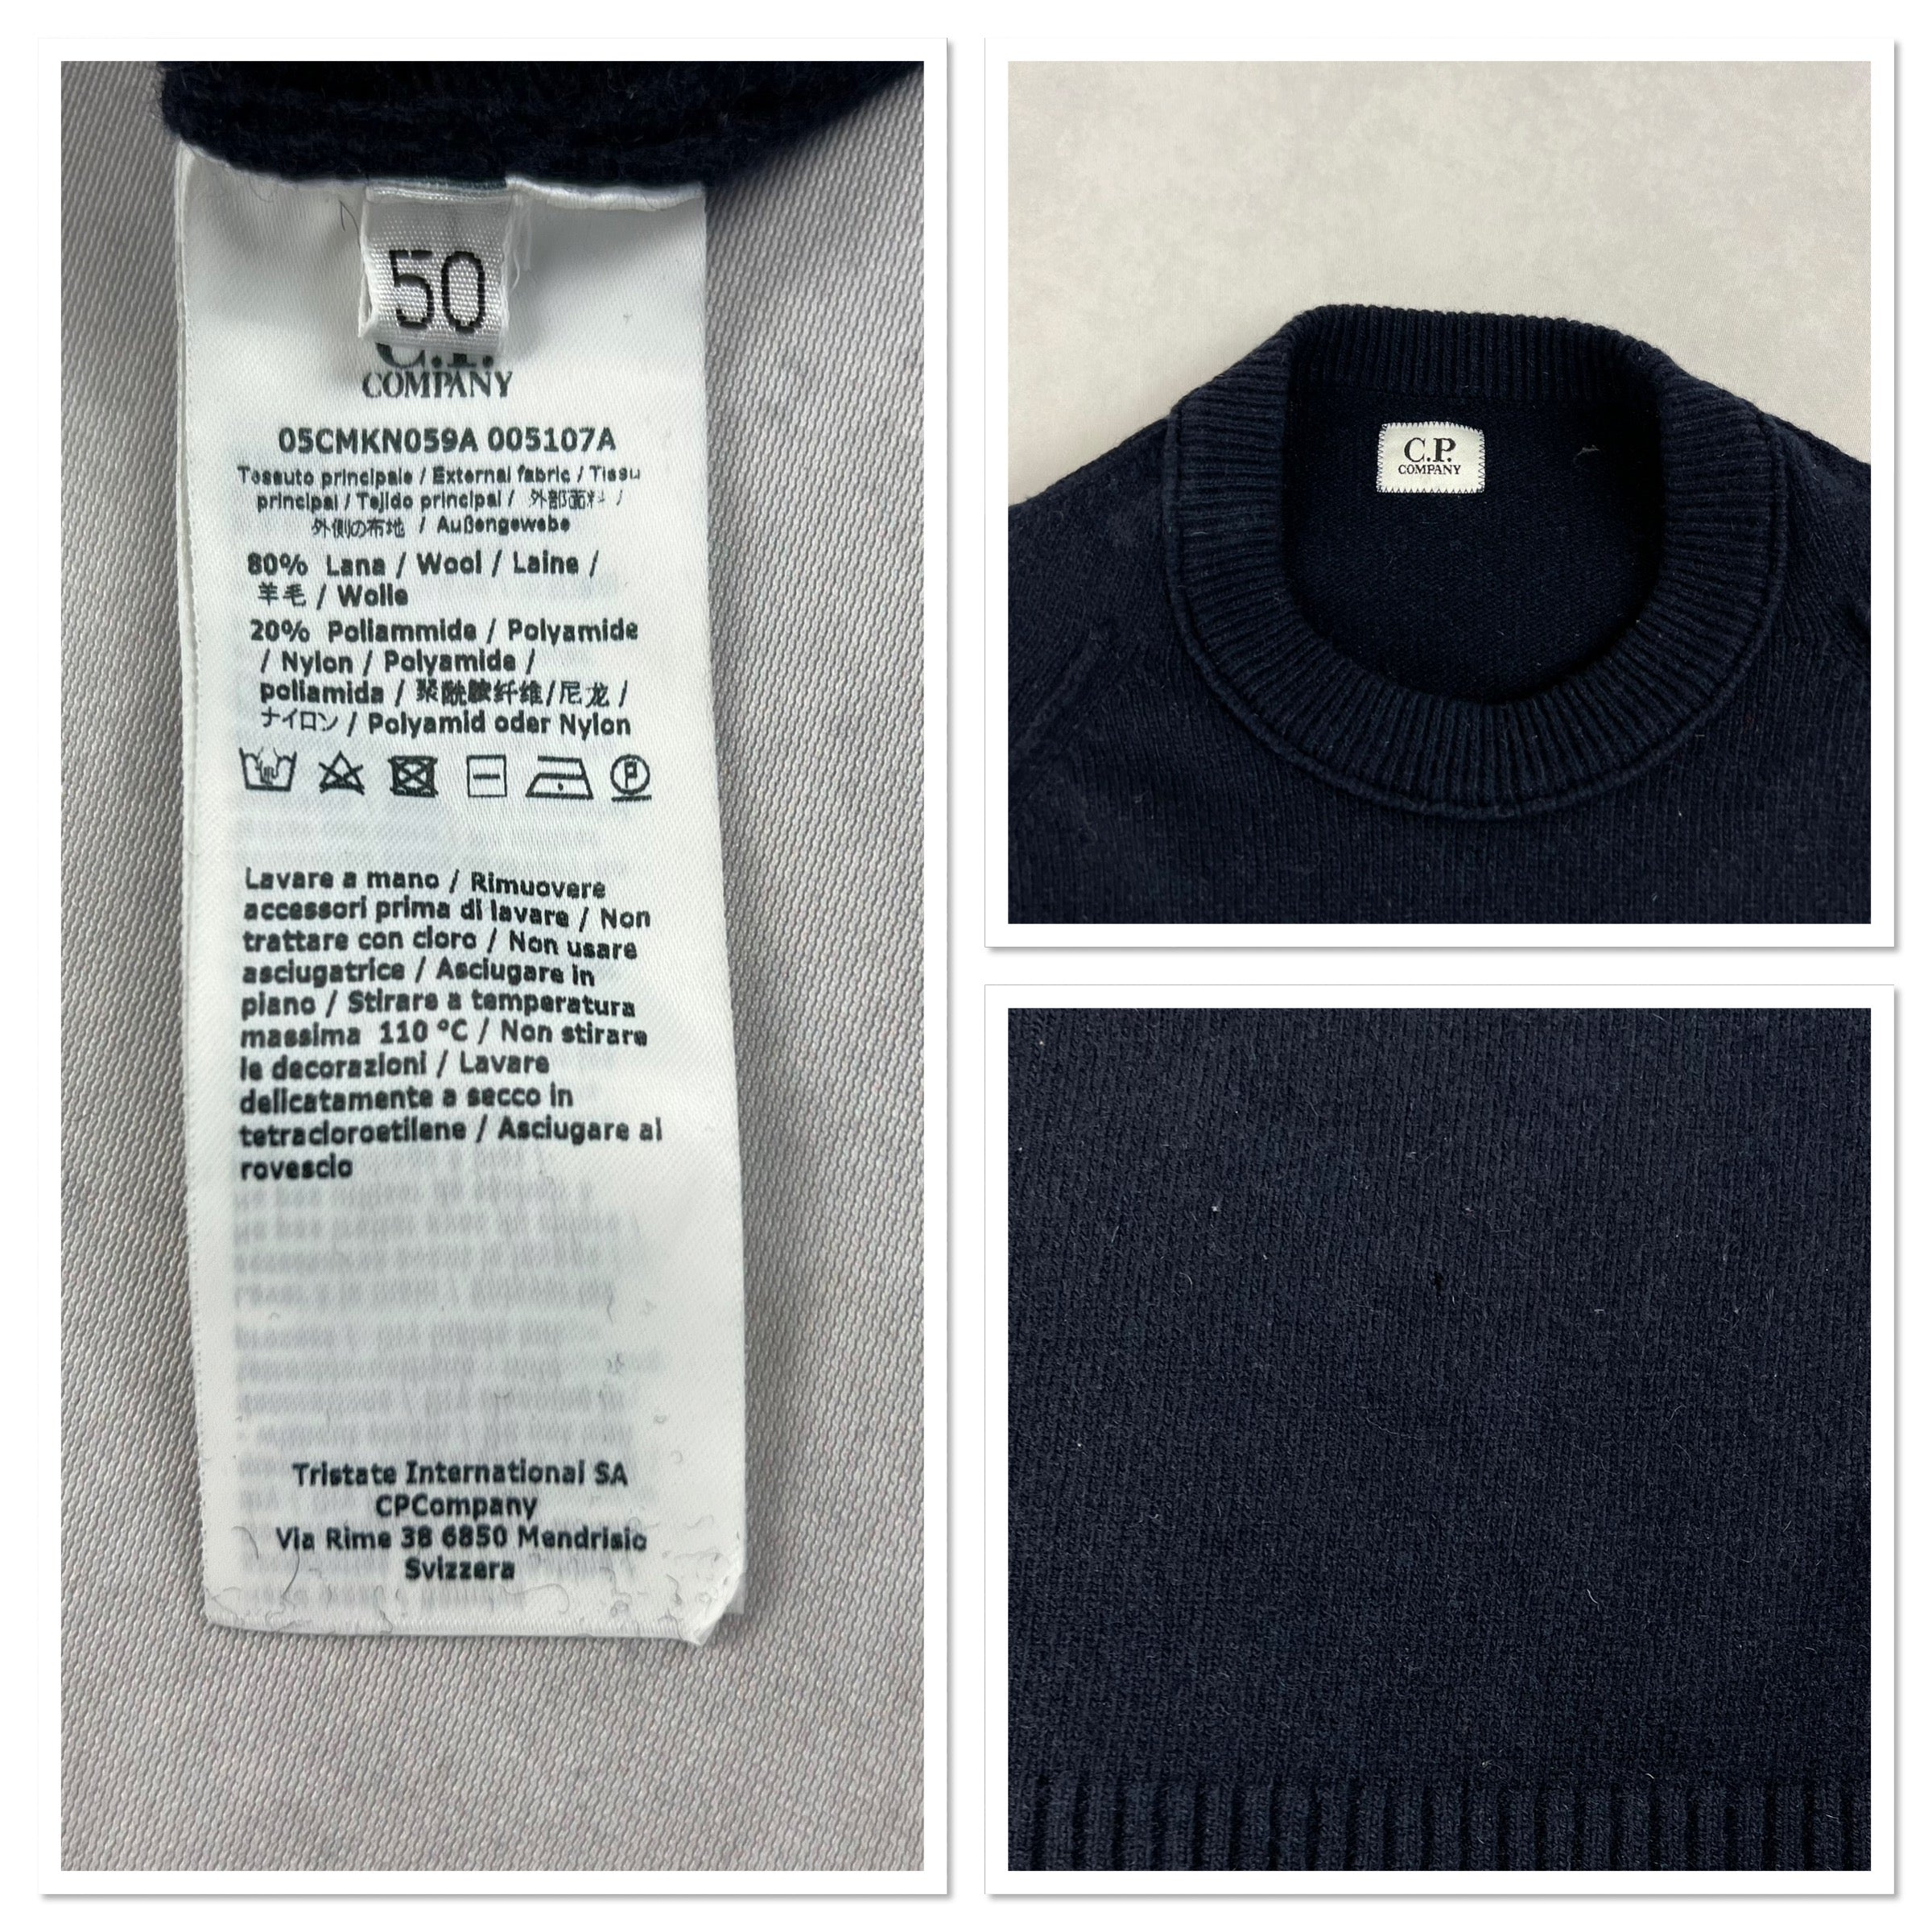 50
C.P.
COMPANY
05CMKN059A 005107A
Tessuto principale / External fabric / Tissu
principal / Tejido principal / 外部面料 /
外側の布地 / Außengewebe
80% Lana / Wool / Laine /
羊毛 / Wolle
20% Poliammide / Polyamide
/ Nylon / Polyamide /
poliamida / 聚酰胺纤维/尼龙 /
ナイロン / Polyamid oder Nylon
Lavare a mano / Rimuovere
accessori prima di lavare / Non
trattare con cloro / Non usare
asciugatrice / Asciugare in
piano / Stirare a temperatura
massima 110 °C / Non stirare
le decorazioni / Lavare
delicatamente a secco in
tetracloroetilene / Asciugare al
rovescio
Tristate International SA
CPCompany
Via Rime 38 6850 Mendrisio
Svizzera
C.P.
COMPANY